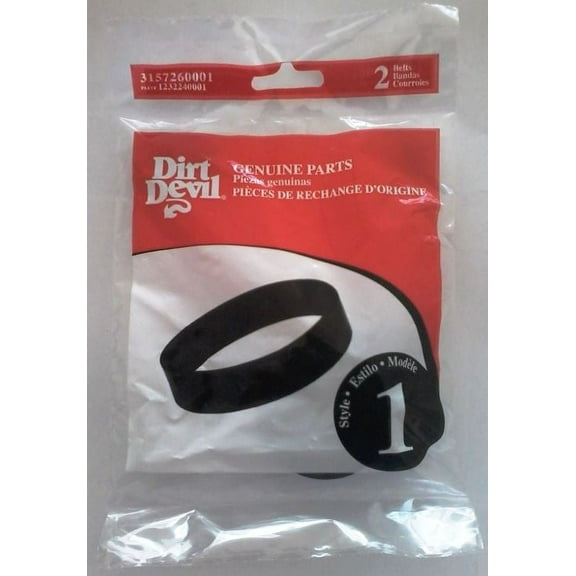 3157260001
PLT# 1232240001
2 Belts
Bandas
Courroies
Dirt
Devil®
GENUINE PARTS
Piezas genuinas
PIÈCES DE RECHANGE D'ORIGINE
Style • Estilo • Modèle
1